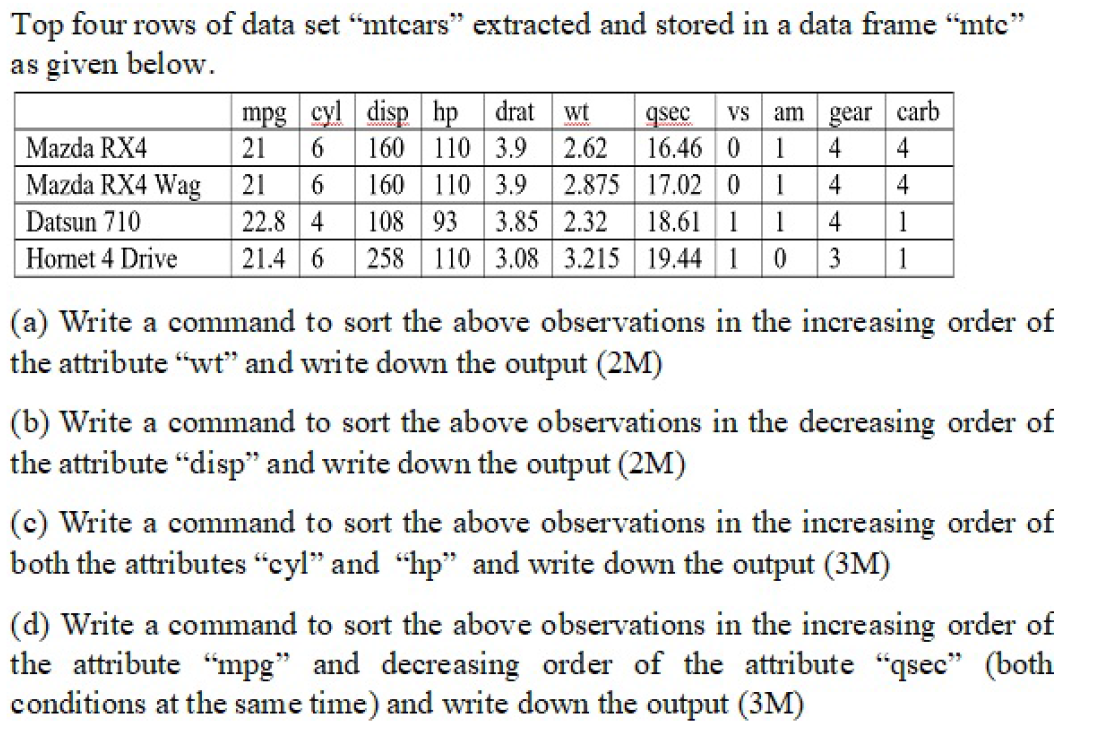 Top four rows of data set “mtcars” extracted and stored in a data frame “mtc”
as given below.
mpg cyl disp hp drat wt qsec vs am gear carb
Mazda RX4 21 6 160 110 3.9 2.62 16.46 0 1 4 4
Mazda RX4 Wag 21 6 160 110 3.9 2.875 17.02 0 1 4 4
Datsun 710 22.8 4 108 93 3.85 2.32 18.61 1 1 4 1
Hornet 4 Drive 21.4 6 258 110 3.08 3.215 19.44 1 0 3 1
(a) Write a command to sort the above observations in the increasing order of
the attribute “wt” and write down the output (2M)
(b) Write a command to sort the above observations in the decreasing order of
the attribute “disp” and write down the output (2M)
(c) Write a command to sort the above observations in the increasing order of
both the attributes “cyl” and “hp” and write down the output (3M)
(d) Write a command to sort the above observations in the increasing order of
the attribute “mpg” and decreasing order of the attribute “qsec” (both
conditions at the same time) and write down the output (3M)